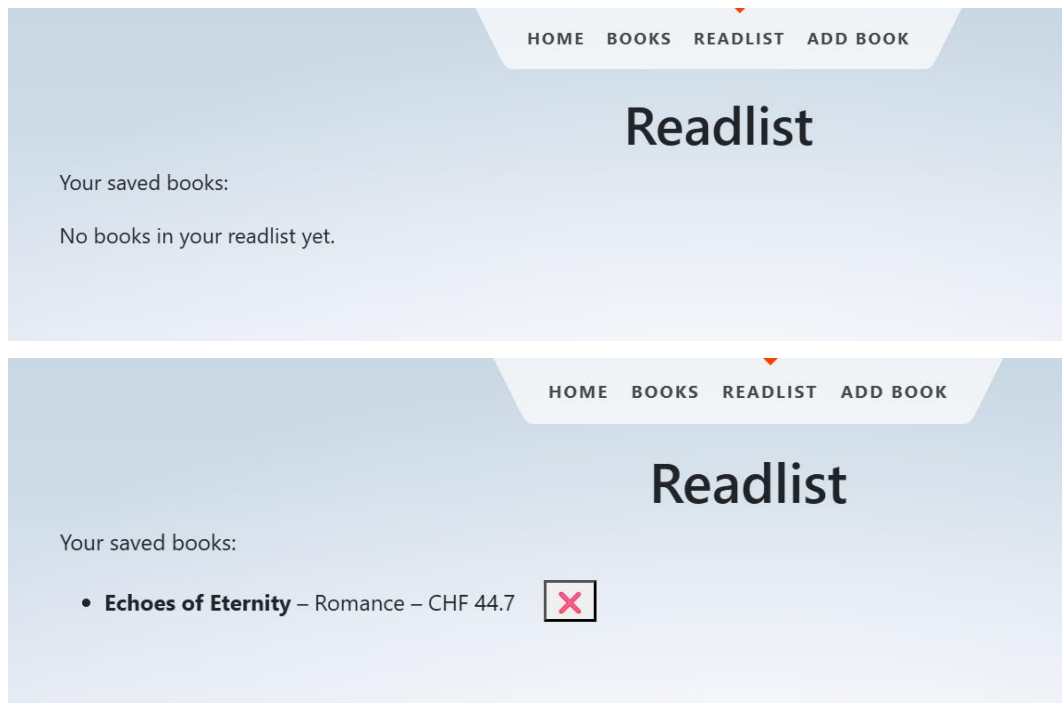 HOME BOOKS READLIST ADD BOOK
Readlist
Your saved books:
No books in your readlist yet.
HOME BOOKS READLIST ADD BOOK
Readlist
Your saved books:
• Echoes of Eternity – Romance – CHF 44.7 ❌